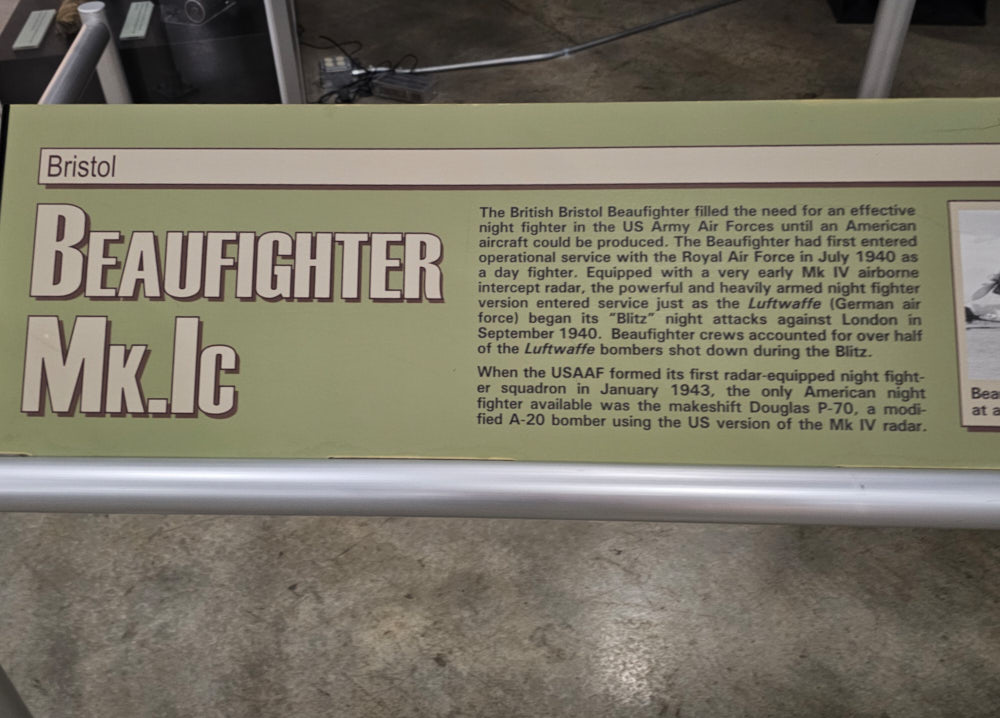 Bristol
BEAUFIGHTER
MK.IC
The British Bristol Beaufighter filled the need for an effective
night fighter in the US Army Air Forces until an American
aircraft could be produced. The Beaufighter had first entered
operational service with the Royal Air Force in July 1940 as
a day fighter. Equipped with a very early Mk IV airborne
intercept radar, the powerful and heavily armed night fighter
version entered service just as the Luftwaffe (German air
force) began its "Blitz" night attacks against London in
September 1940. Beaufighter crews accounted for over half
of the Luftwaffe bombers shot down during the Blitz.
When the USAAF formed its first radar-equipped night fight-
er squadron in January 1943, the only American night
fighter available was the makeshift Douglas P-70, a modi-
fied A-20 bomber using the US version of the Mk IV radar.
Bea
at a